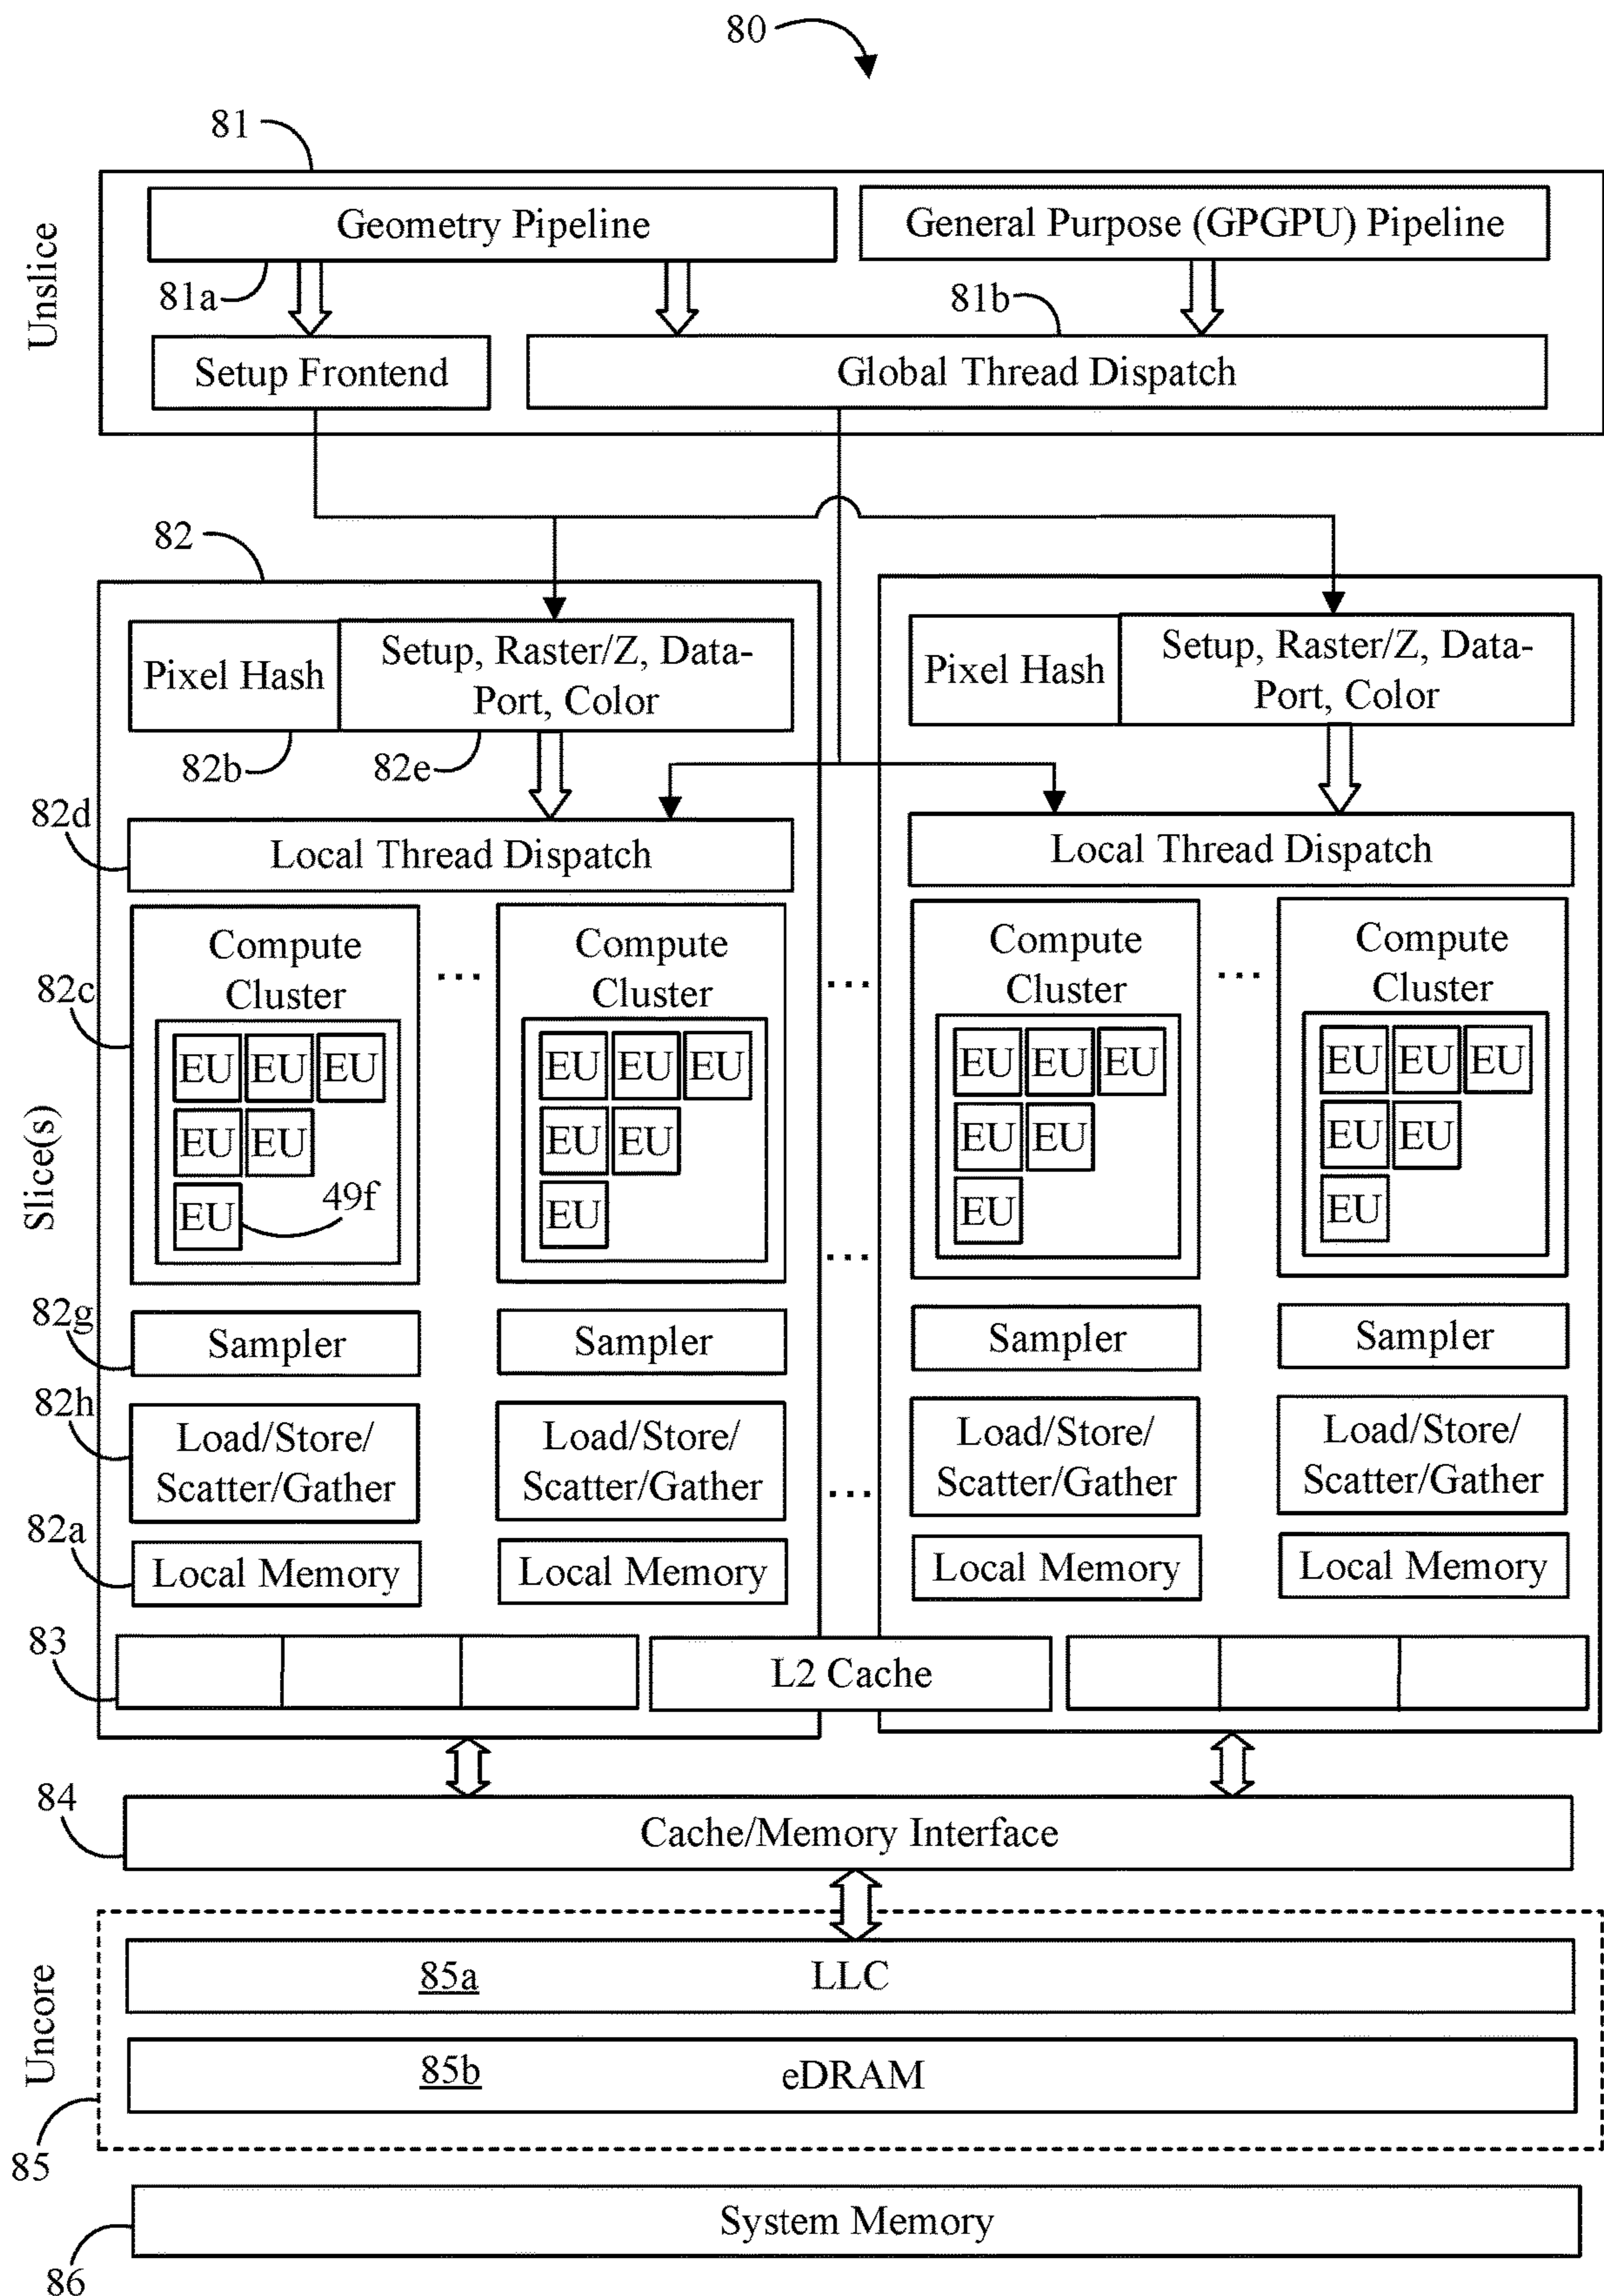 80
81
Unslice
Geometry Pipeline
General Purpose (GPGPU) Pipeline
81a
81b
Setup Frontend
Global Thread Dispatch
82
Pixel Hash
Setup, Raster/Z, Data-
Port, Color
Pixel Hash
Setup, Raster/Z, Data-
Port, Color
82b
82e
82d
Local Thread Dispatch
Local Thread Dispatch
Slice(s)
82c
Compute
Cluster
EU EU EU
EU EU
EU
49f
...
Compute
Cluster
EU EU EU
EU EU
EU
...
Compute
Cluster
EU EU EU
EU EU
EU
...
Compute
Cluster
EU EU EU
EU EU
EU
...
82g
Sampler
Sampler
Sampler
Sampler
82h
Load/Store/
Scatter/Gather
Load/Store/
Scatter/Gather
...
Load/Store/
Scatter/Gather
Load/Store/
Scatter/Gather
82a
Local Memory
Local Memory
Local Memory
Local Memory
83
L2 Cache
84
Cache/Memory Interface
Uncore
85a LLC
85b eDRAM
85
System Memory
86